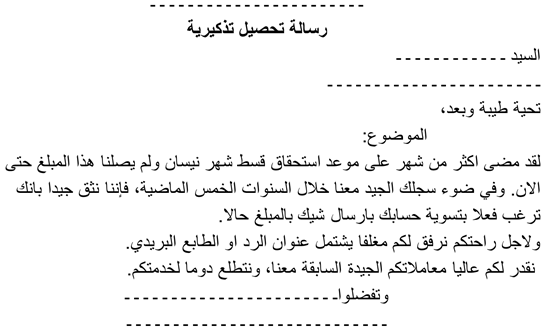 - - - - - - - - - - - - - - - - - - - - - - -
رسالة تحصيل تذكيرية
السيد - - - - - - - - - - - -
- - - - - - - - - - - - - - - - - - - - - - -
تحية طيبة وبعد،
الموضوع:
لقد مضى اكثر من شهر على موعد استحقاق قسط شهر نيسان ولم يصلنا هذا المبلغ حتى
الان. وفي ضوء سجلك الجيد معنا خلال السنوات الخمس الماضية، فإننا نثق جيدا بانك
ترغب فعلا بتسوية حسابك بارسال شيك بالمبلغ حالا.
ولاجل راحتكم نرفق لكم مغلفا يشتمل عنوان الرد او الطابع البريدي.
نقدر لكم عاليا معاملاتكم الجيدة السابقة معنا، ونتطلع دوما لخدمتكم.
وتفضلوا- - - - - - - - - - - - - - - - - - - - - - -
- - - - - - - - - - - - - - - - - - - - - - - - - - - -